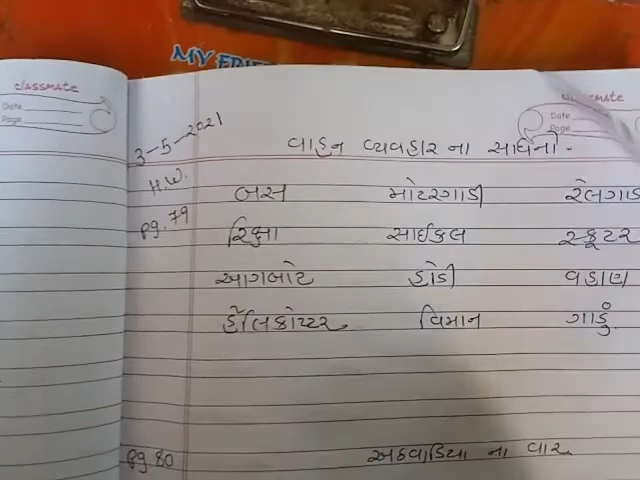 MY FRIE
classmate
classmate
Date
Page
Date
Page
3-5-2021
વાહન વ્યવહાર ના સાધનો.
H.W.
બસ મોટરગાડી રેલગાડ
pg. 79
રિક્ષા સાઈકલ સ્કૂટર
આગબોટ હોડી વહાણ
હેલિકોપ્ટર વિમાન ગાડું
pg 80 અઠવાડિયા ના વાર